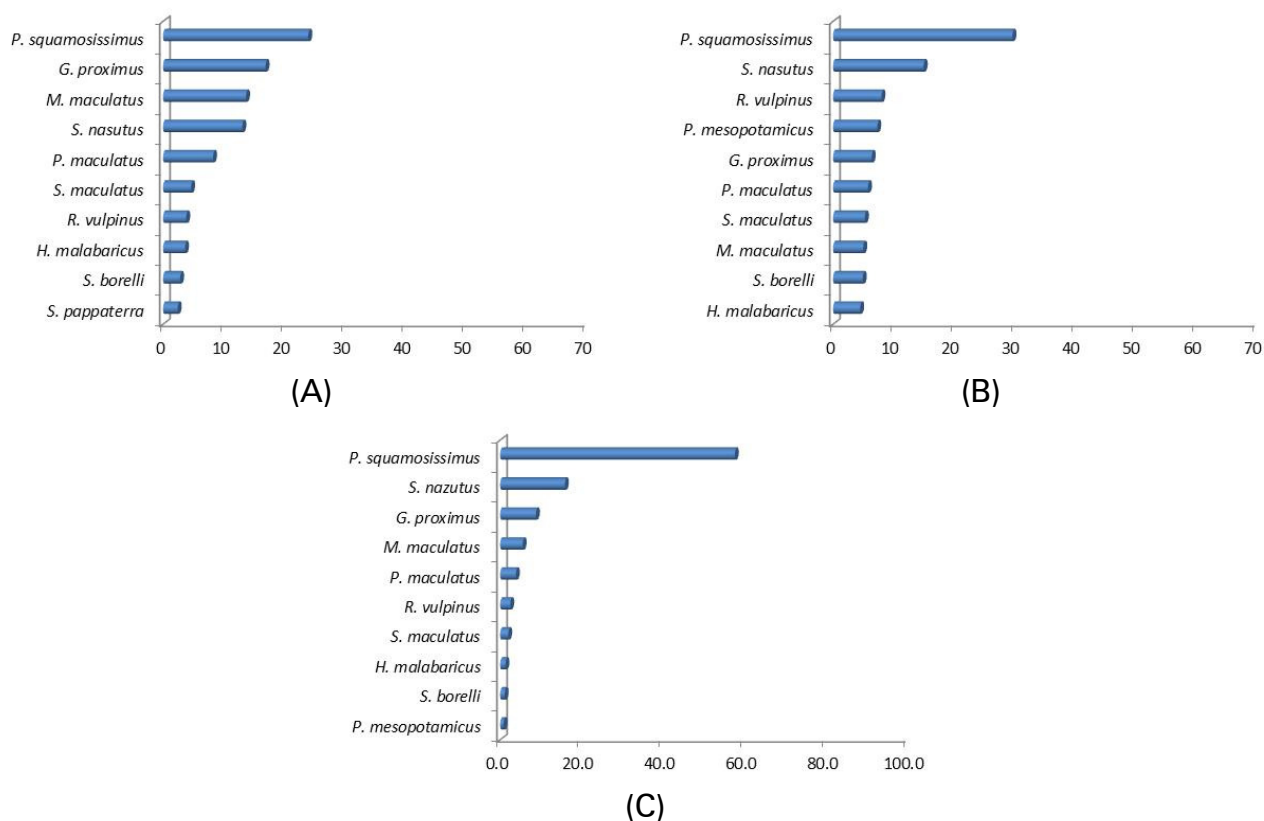 P. squamosissimus
G. proximus
M. maculatus
S. nasutus
P. maculatus
S. maculatus
R. vulpinus
H. malabaricus
S. borelli
S. pappaterra
0 10 20 30 40 50 60 70
(A)
P. squamosissimus
S. nasutus
R. vulpinus
P. mesopotamicus
G. proximus
P. maculatus
S. maculatus
M. maculatus
S. borelli
H. malabaricus
0 10 20 30 40 50 60 70
(B)
P. squamosissimus
S. nazutus
G. proximus
M. maculatus
P. maculatus
R. vulpinus
S. maculatus
H. malabaricus
S. borelli
P. mesopotamicus
0.0 20.0 40.0 60.0 80.0 100.0
(C)